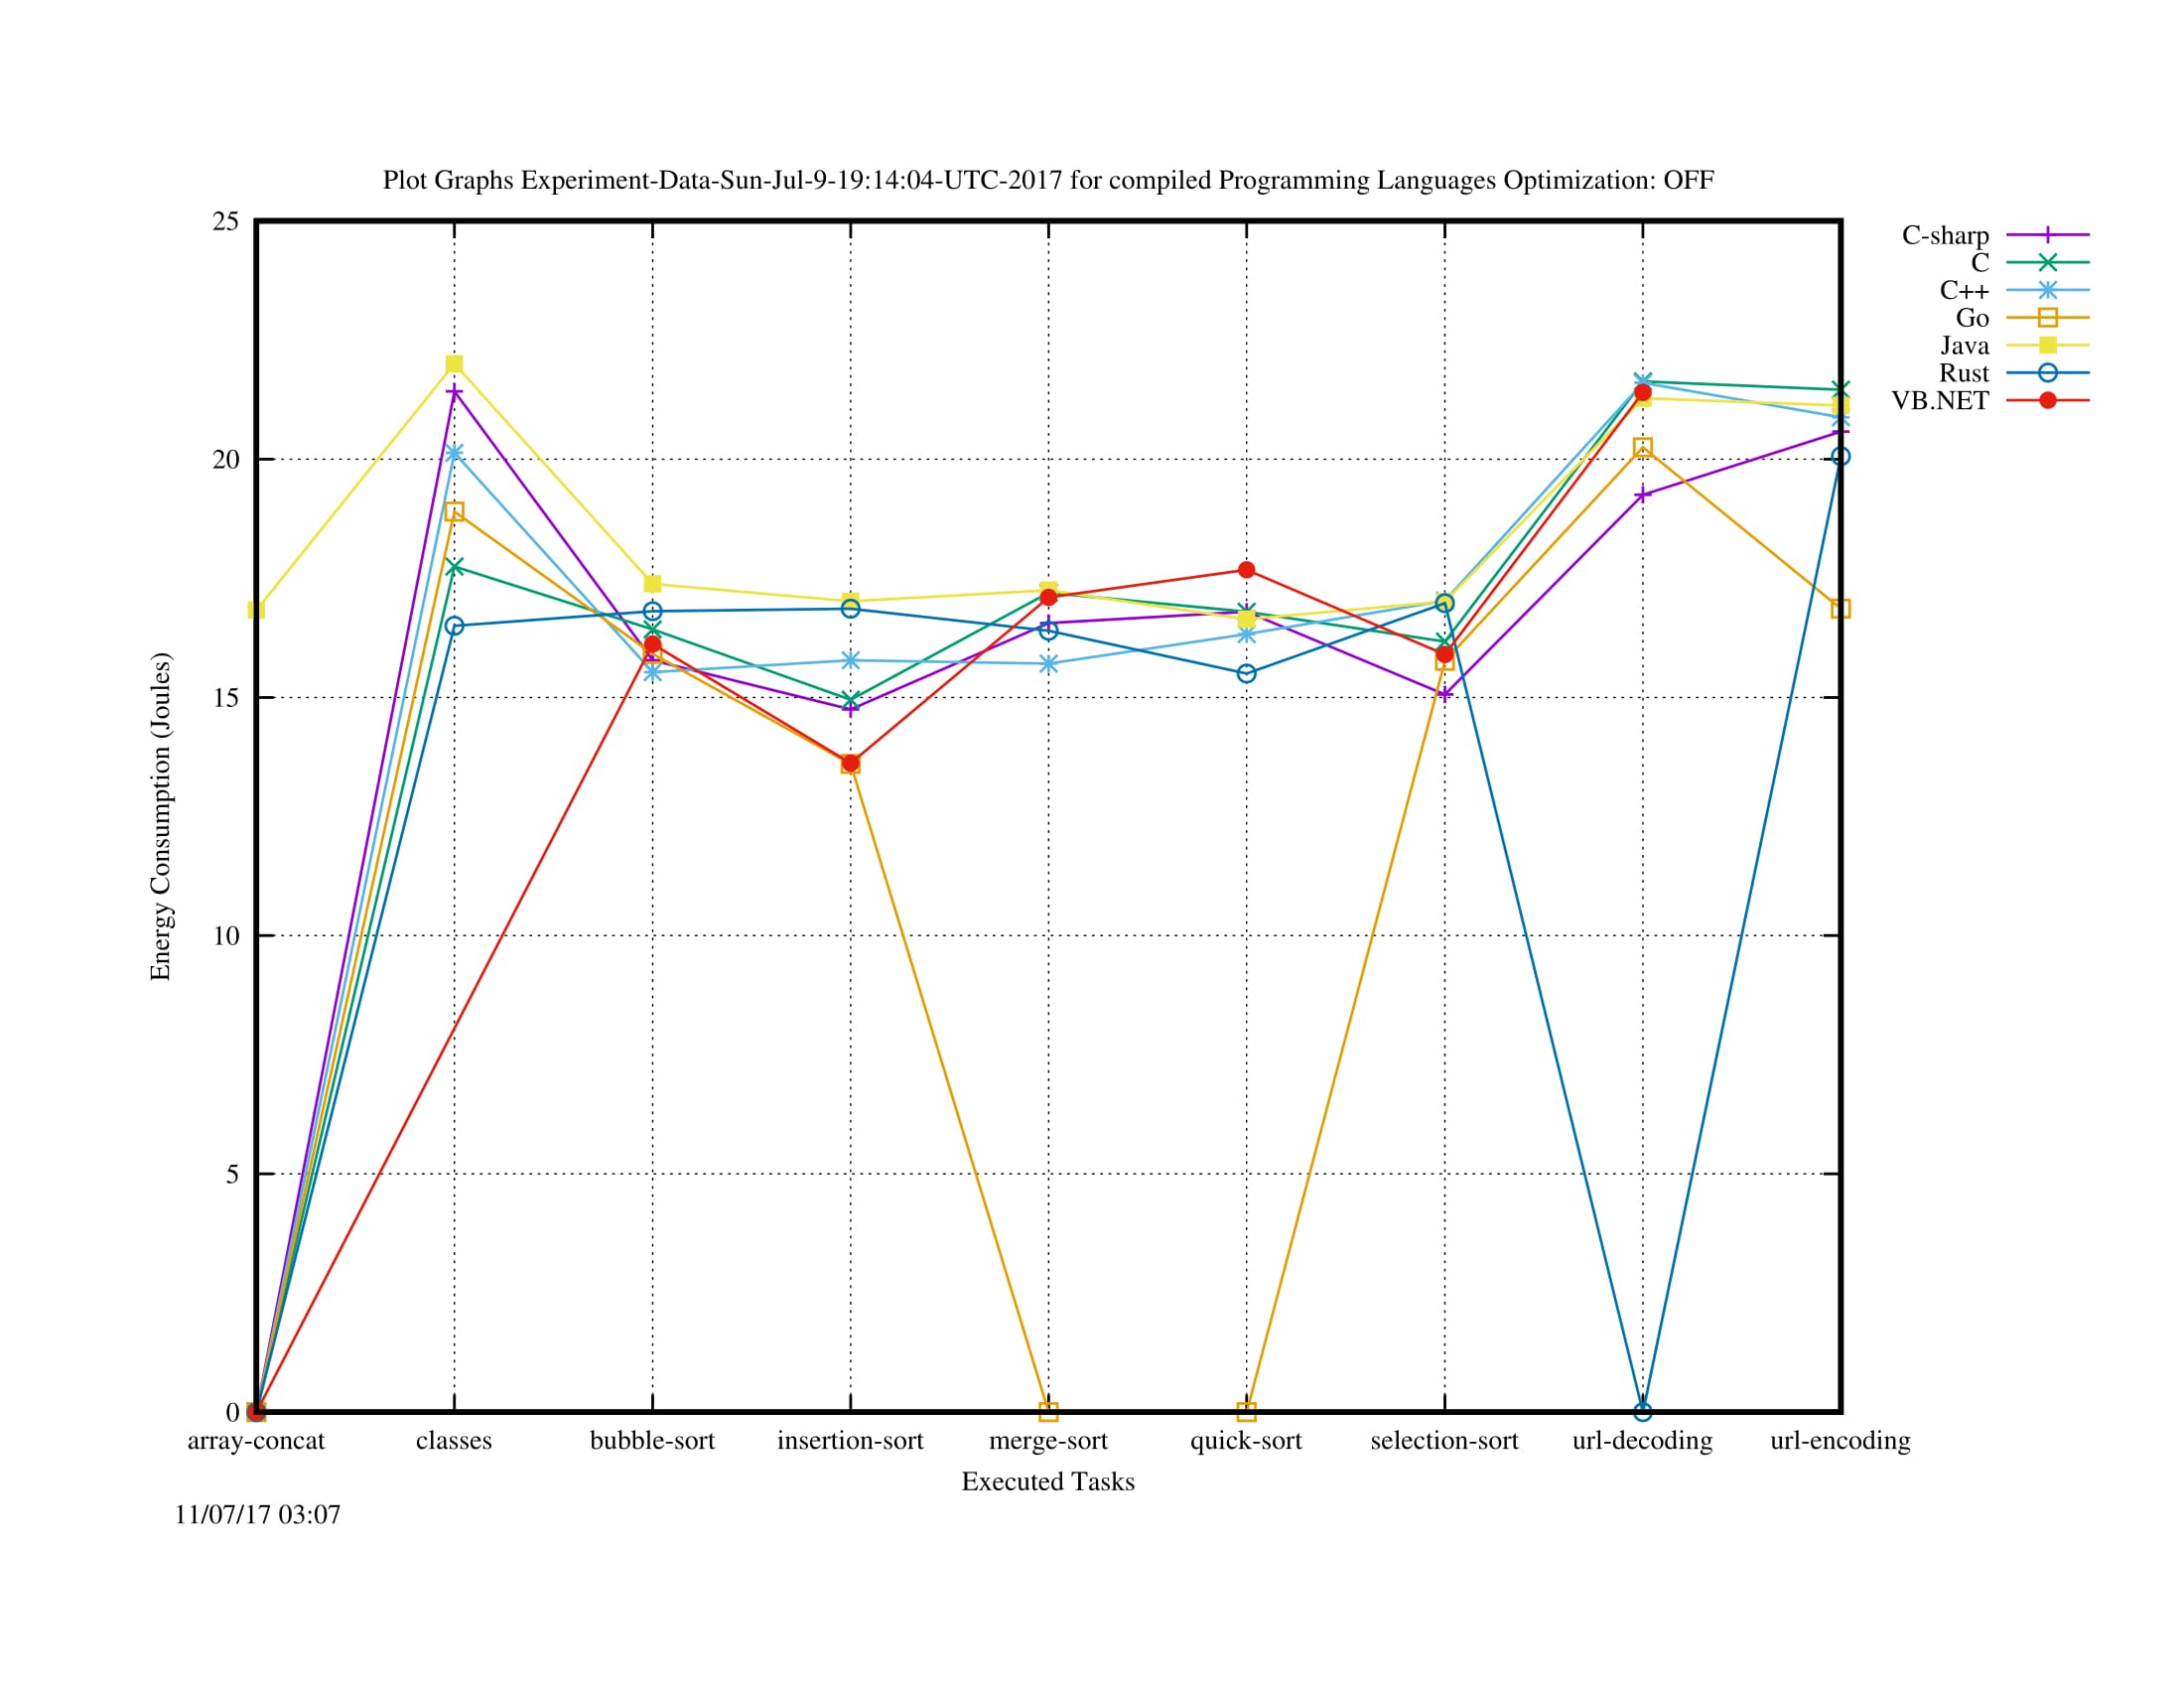 Plot Graphs Experiment-Data-Sun-Jul-9-19:14:04-UTC-2017 for compiled Programming Languages Optimization: OFF
25
20
15
10
5
0
Energy Consumption (Joules)
C-sharp
C
C++
Go
Java
Rust
VB.NET
array-concat classes bubble-sort insertion-sort merge-sort quick-sort selection-sort url-decoding url-encoding
Executed Tasks
11/07/17 03:07